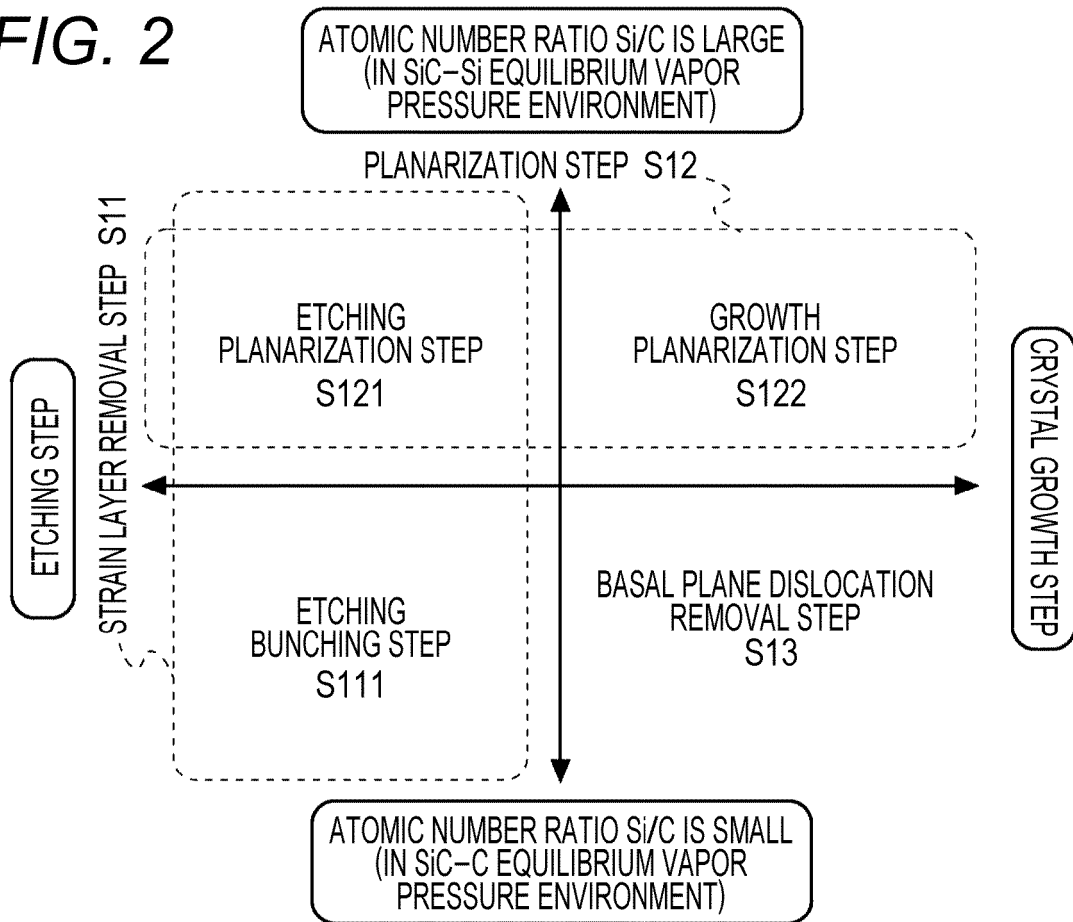 FIG. 2
ATOMIC NUMBER RATIO Si/C IS LARGE
(IN SiC-Si EQUILIBRIUM VAPOR
PRESSURE ENVIRONMENT)
PLANARIZATION STEP S12
STRAIN LAYER REMOVAL STEP S11
ETCHING
PLANARIZATION STEP
S121
GROWTH
PLANARIZATION STEP
S122
ETCHING STEP
CRYSTAL GROWTH STEP
ETCHING
BUNCHING STEP
S111
BASAL PLANE DISLOCATION
REMOVAL STEP
S13
ATOMIC NUMBER RATIO Si/C IS SMALL
(IN SiC-C EQUILIBRIUM VAPOR
PRESSURE ENVIRONMENT)